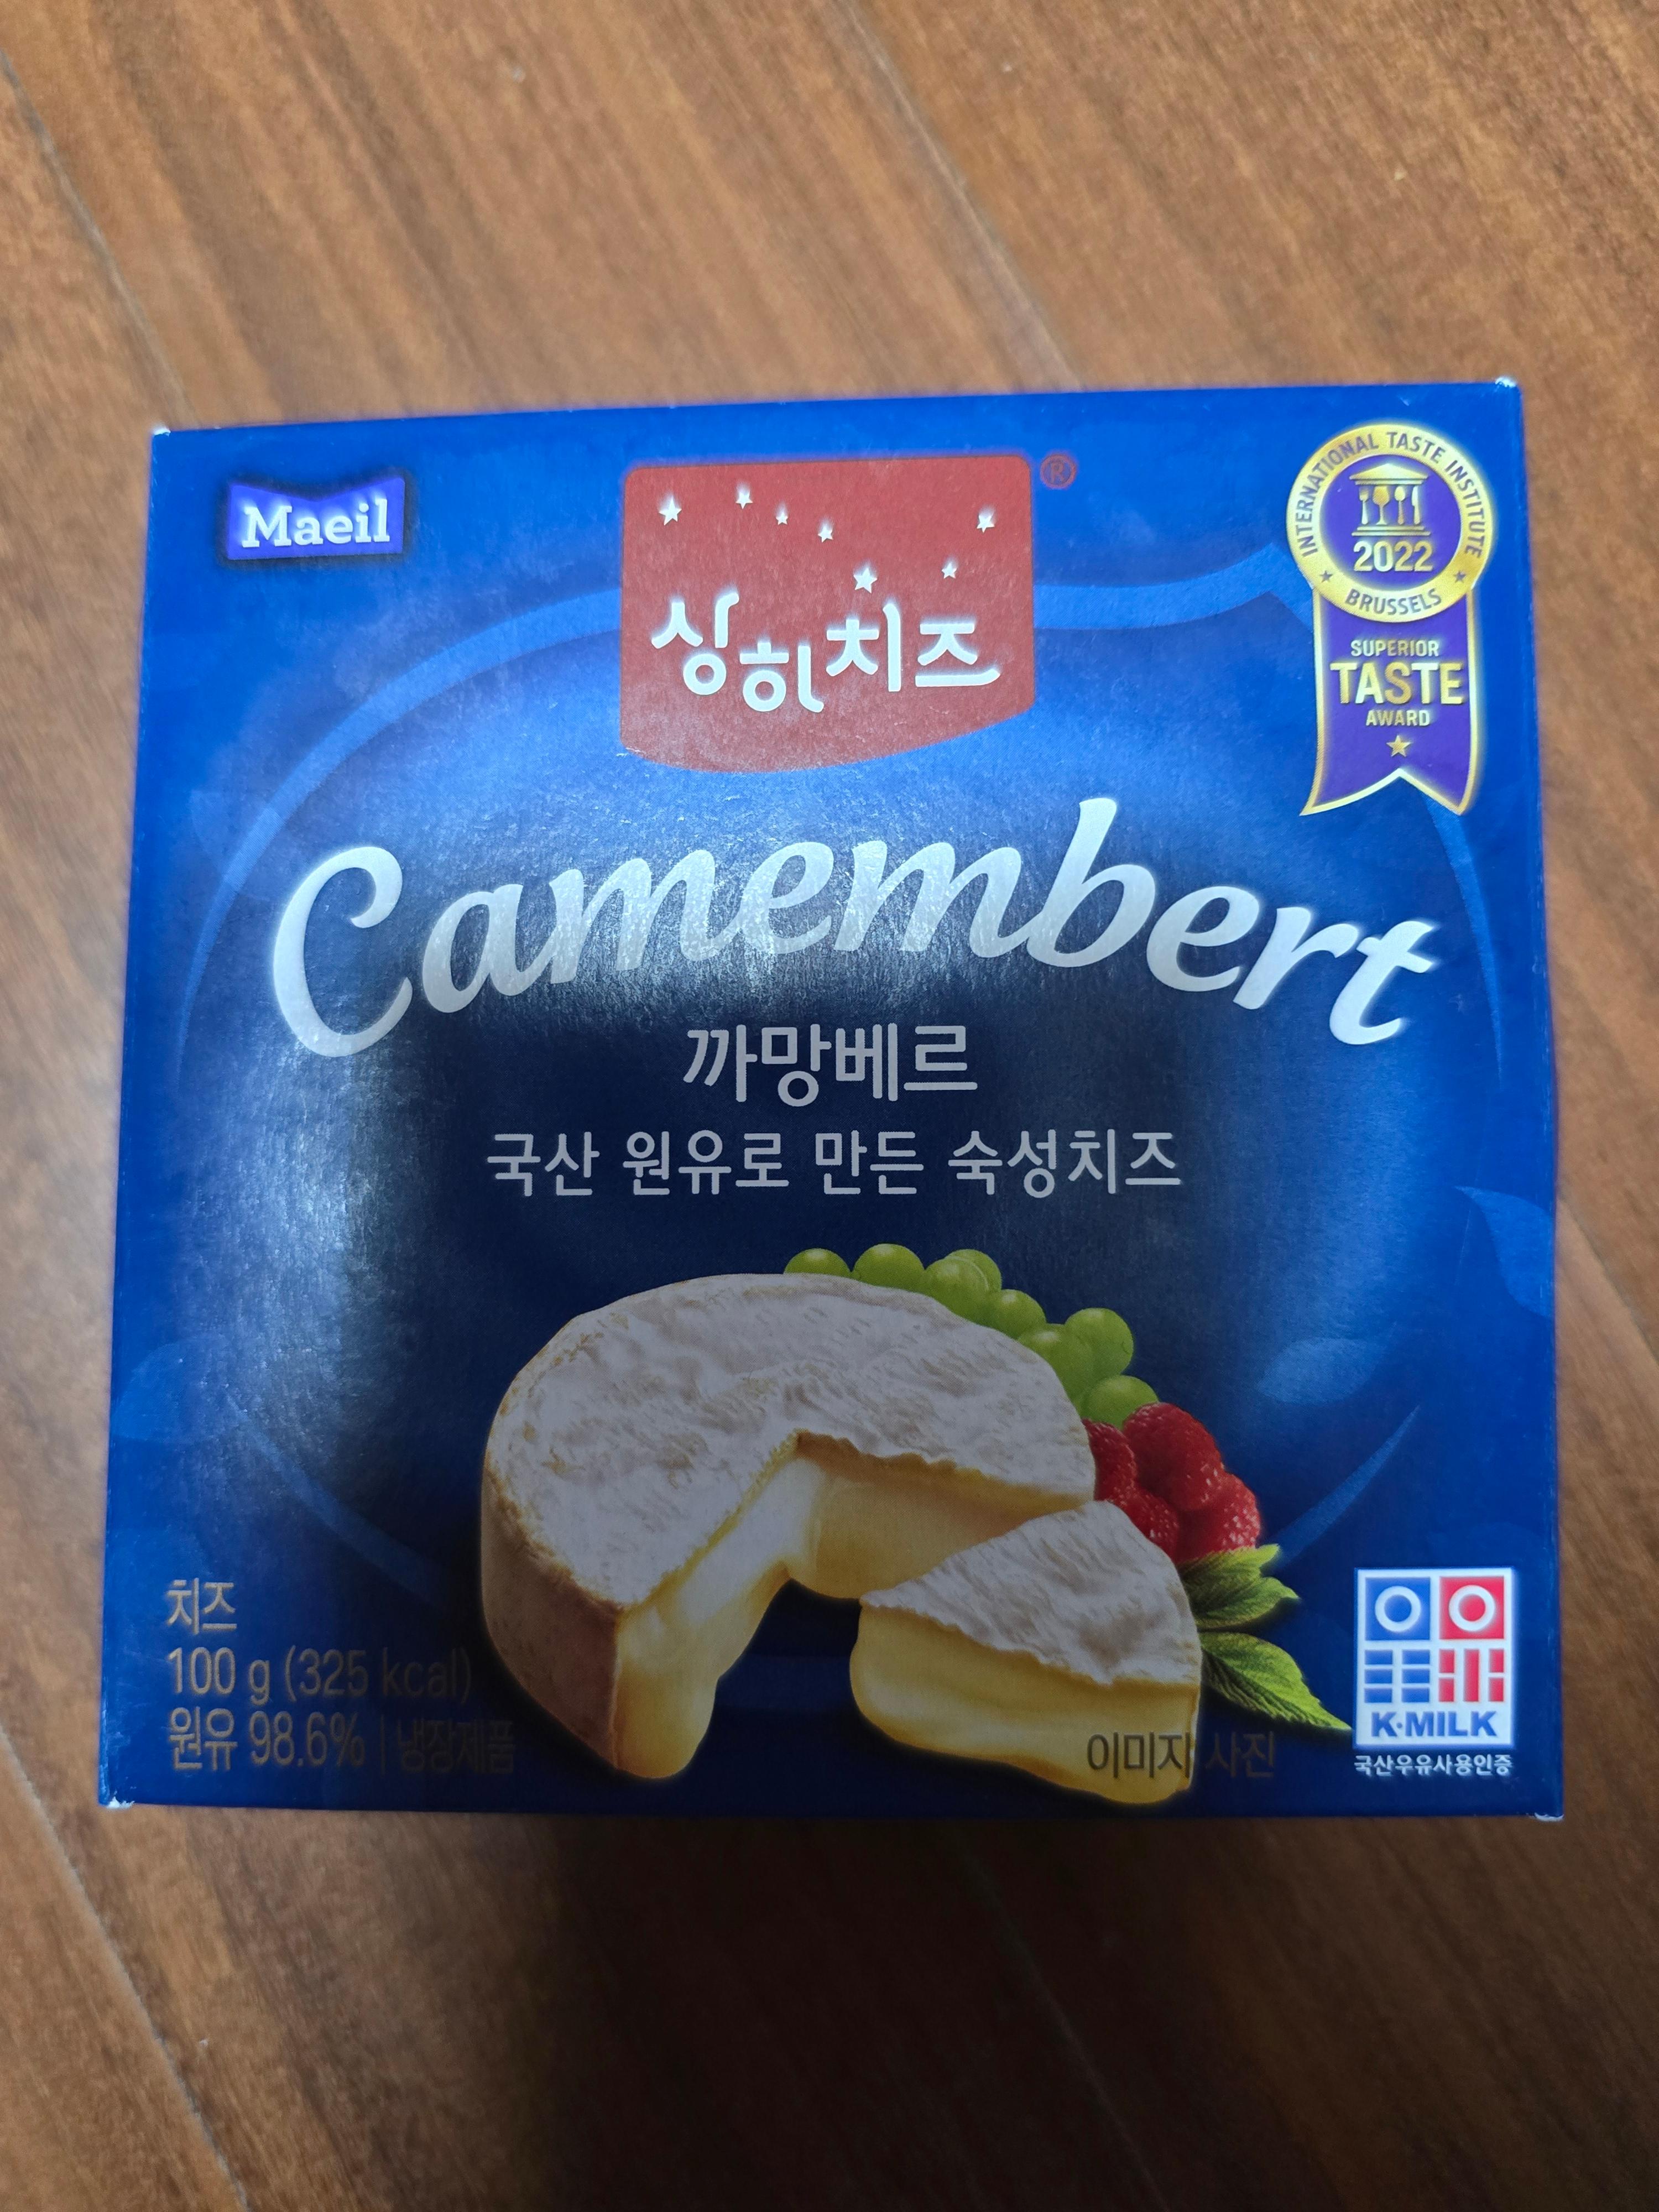 Maeil
상하치즈
®
INTERNATIONAL TASTE INSTITUTE
2022
BRUSSELS
SUPERIOR
TASTE
AWARD
Camembert
까망베르
국산 원유로 만든 숙성치즈
치즈
100 g (325 kcal)
원유 98.6% | 냉장제품
이미지 사진
우유
K·MILK
국산우유사용인증